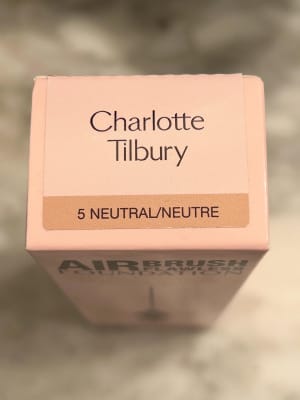 Charlotte
Tilbury
5 NEUTRAL/NEUTRE
AIRBRUSH
FLAWLESS
FOUNDATION